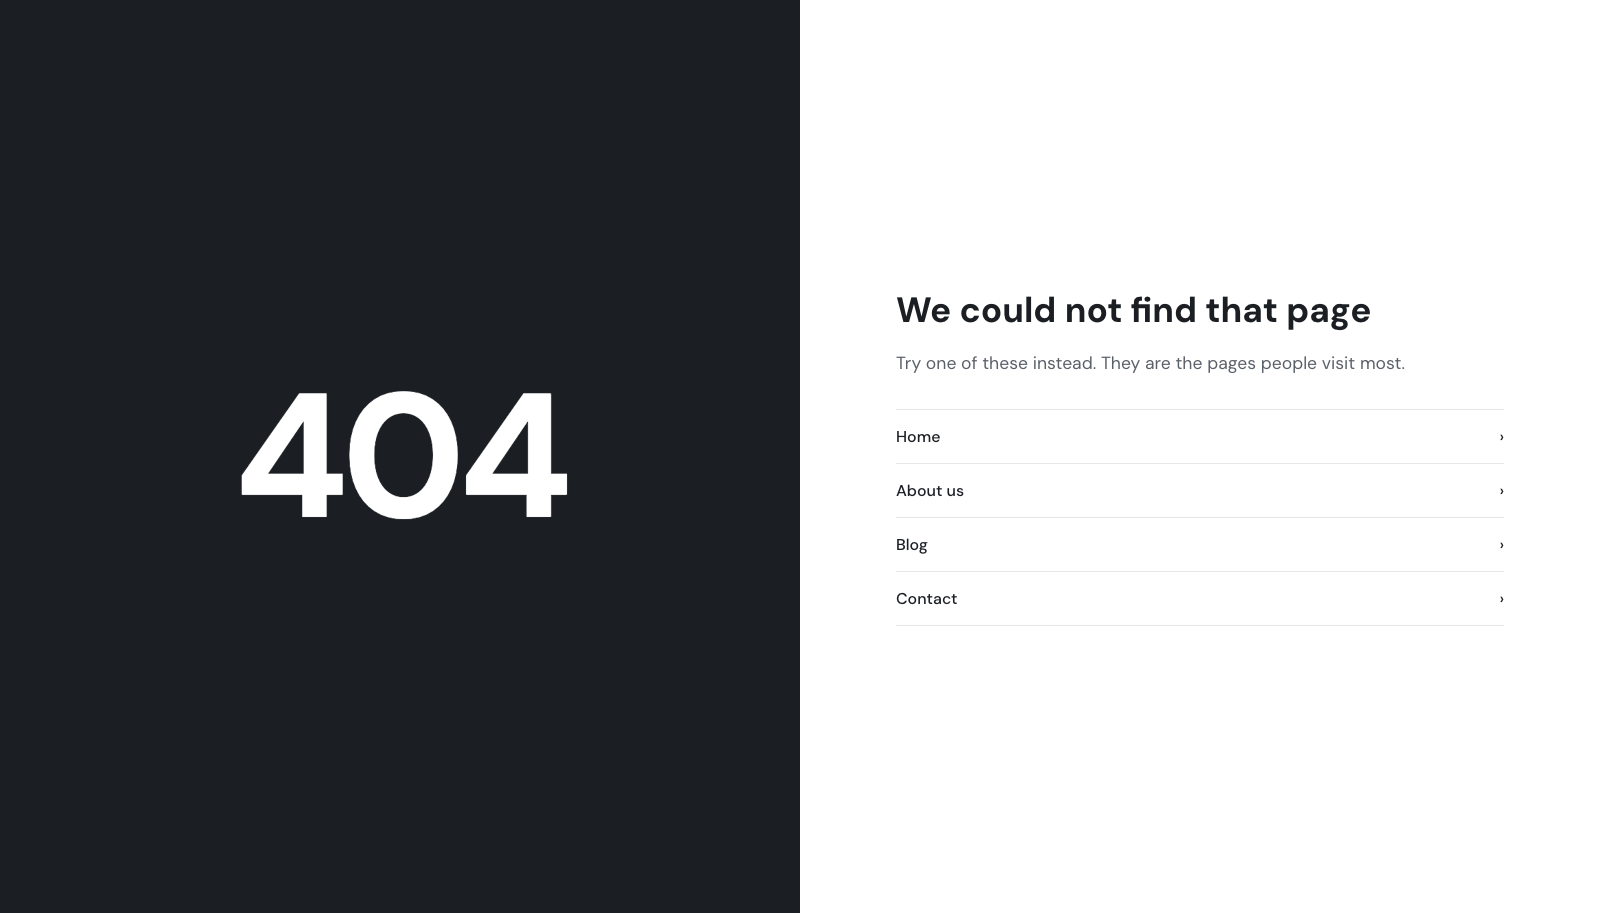 404
We could not find that page
Try one of these instead. They are the pages people visit most.
Home ›
About us ›
Blog ›
Contact ›